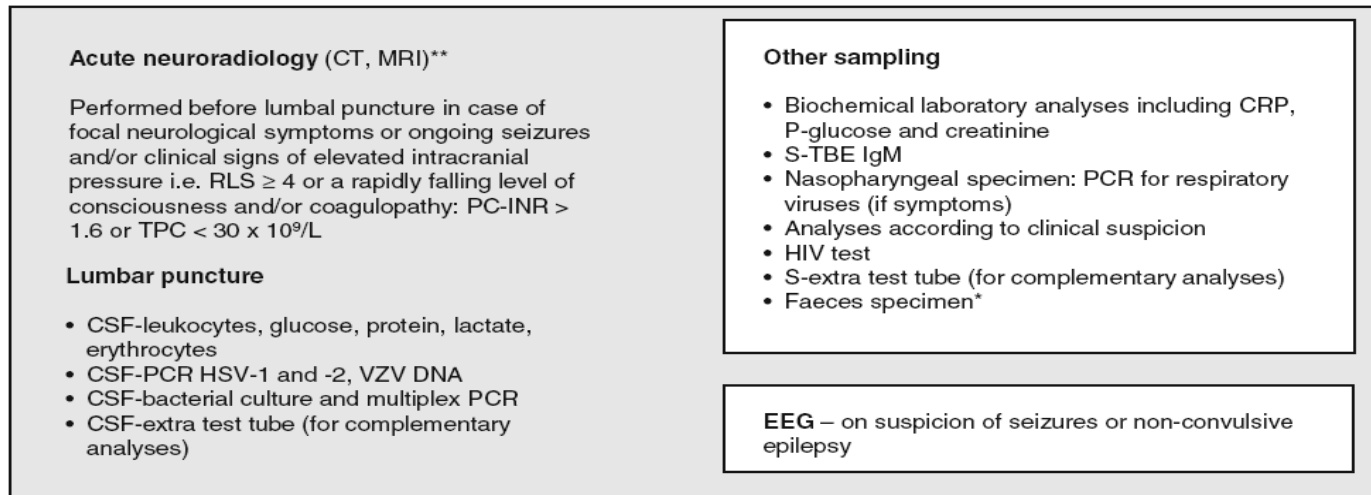 Acute neuroradiology (CT, MRI)**
Performed before lumbal puncture in case of
focal neurological symptoms or ongoing seizures
and/or clinical signs of elevated intracranial
pressure i.e. RLS ≥ 4 or a rapidly falling level of
consciousness and/or coagulopathy: PC-INR >
1.6 or TPC < 30 x 10⁹/L
Lumbar puncture
• CSF-leukocytes, glucose, protein, lactate,
erythrocytes
• CSF-PCR HSV-1 and -2, VZV DNA
• CSF-bacterial culture and multiplex PCR
• CSF-extra test tube (for complementary
analyses)
Other sampling
• Biochemical laboratory analyses including CRP,
P-glucose and creatinine
• S-TBE IgM
• Nasopharyngeal specimen: PCR for respiratory
viruses (if symptoms)
• Analyses according to clinical suspicion
• HIV test
• S-extra test tube (for complementary analyses)
• Faeces specimen*
EEG – on suspicion of seizures or non-convulsive
epilepsy